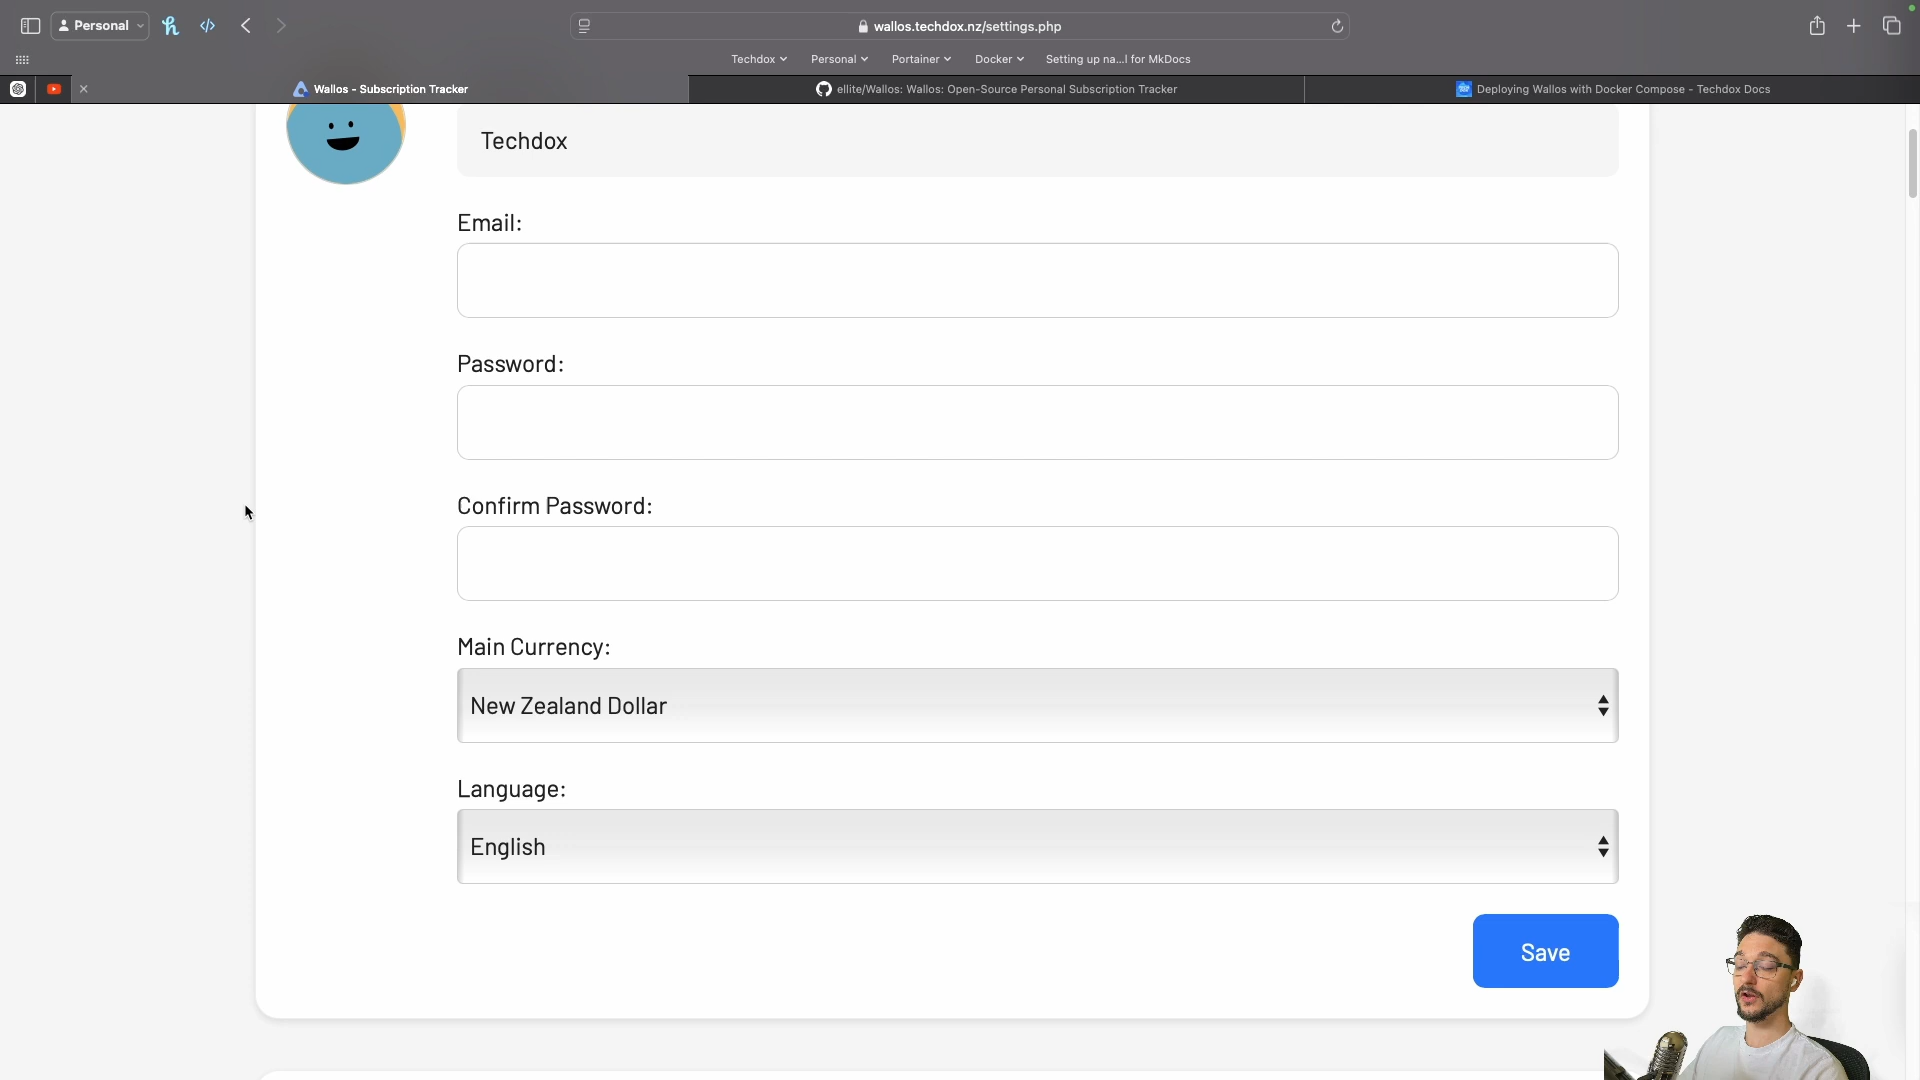 Personal
wallos.techdox.nz/settings.php
Techdox
Personal
Portainer
Docker
Setting up na...l for MkDocs
Wallos - Subscription Tracker
ellite/Wallos: Wallos: Open-Source Personal Subscription Tracker
Deploying Wallos with Docker Compose - Techdox Docs
Techdox
Email:
Password:
Confirm Password:
Main Currency:
New Zealand Dollar
Language:
English
Save